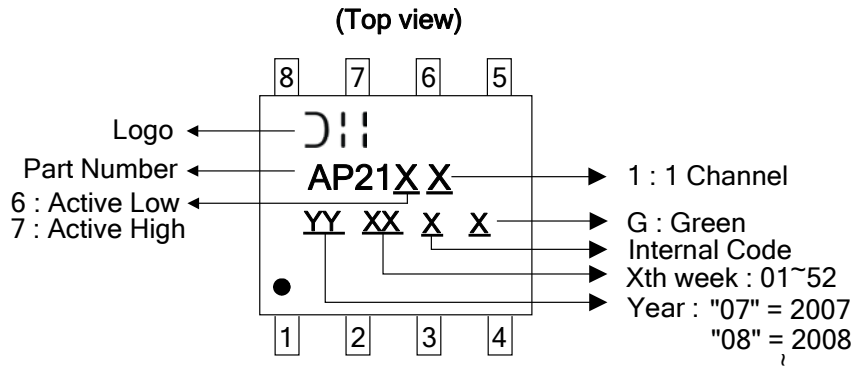 (Top view)
8 7 6 5
Logo
Part Number
6 : Active Low
7 : Active High
AP21X X
YY XX X X
1 : 1 Channel
G : Green
Internal Code
Xth week : 01~52
Year : "07" = 2007
"08" = 2008
~
1 2 3 4